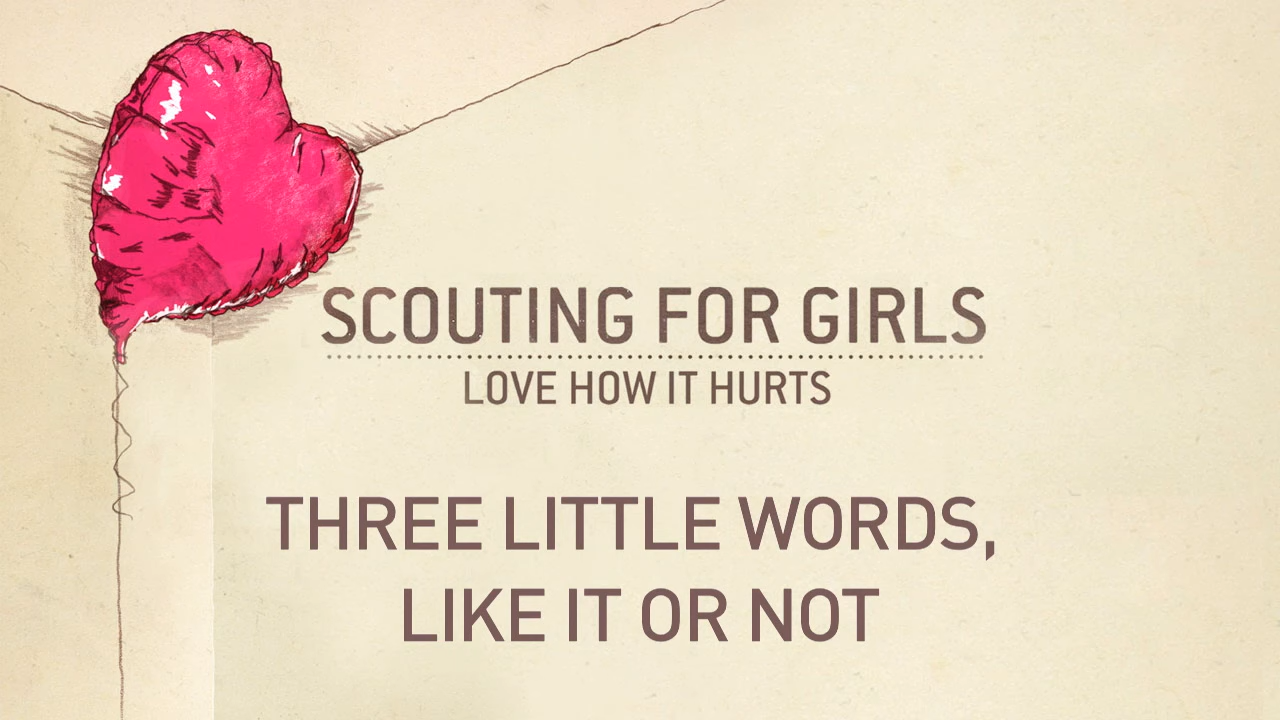 SCOUTING FOR GIRLS
LOVE HOW IT HURTS
THREE LITTLE WORDS,
LIKE IT OR NOT